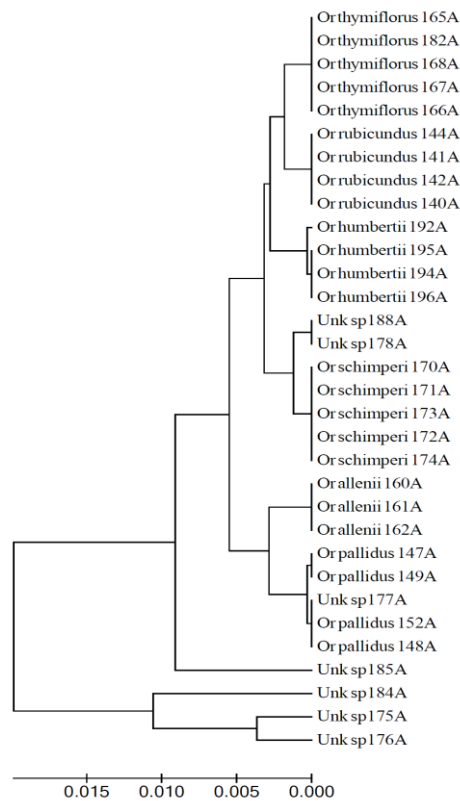 Or thymiflorus 165A
Or thymiflorus 182A
Or thymiflorus 168A
Or thymiflorus 167A
Or thymiflorus 166A
Or rubicundus 144A
Or rubicundus 141A
Or rubicundus 142A
Or rubicundus 140A
Or humbertii 192A
Or humbertii 195A
Or humbertii 194A
Or humbertii 196A
Unk sp188A
Unk sp178A
Or schimperi 170A
Or schimperi 171A
Or schimperi 173A
Or schimperi 172A
Or schimperi 174A
Or allenii 160A
Or allenii 161A
Or allenii 162A
Or pallidus 147A
Or pallidus 149A
Unk sp177A
Or pallidus 152A
Or pallidus 148A
Unk sp185A
Unk sp184A
Unk sp175A
Unk sp176A
0.015 0.010 0.005 0.000